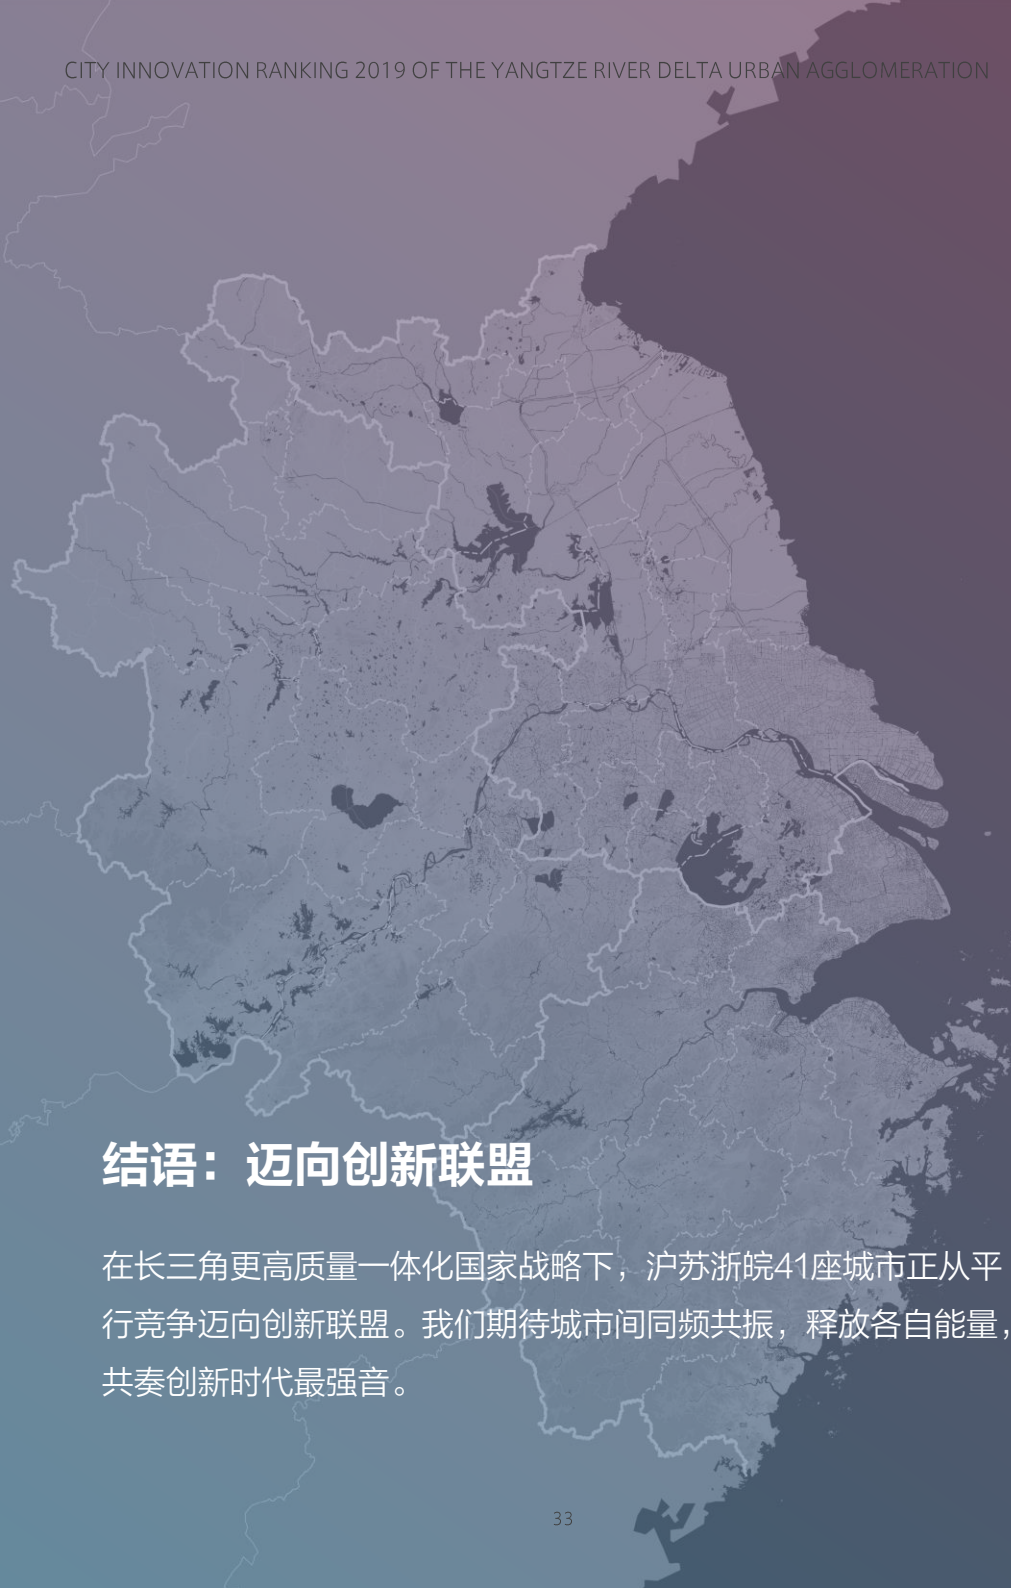 CITY INNOVATION RANKING 2019 OF THE YANGTZE RIVER DELTA URBAN AGGLOMERATION
结语：迈向创新联盟
在长三角更高质量一体化国家战略下，沪苏浙皖41座城市正从平
行竞争迈向创新联盟。我们期待城市间同频共振，释放各自能量，
共奏创新时代最强音。
33